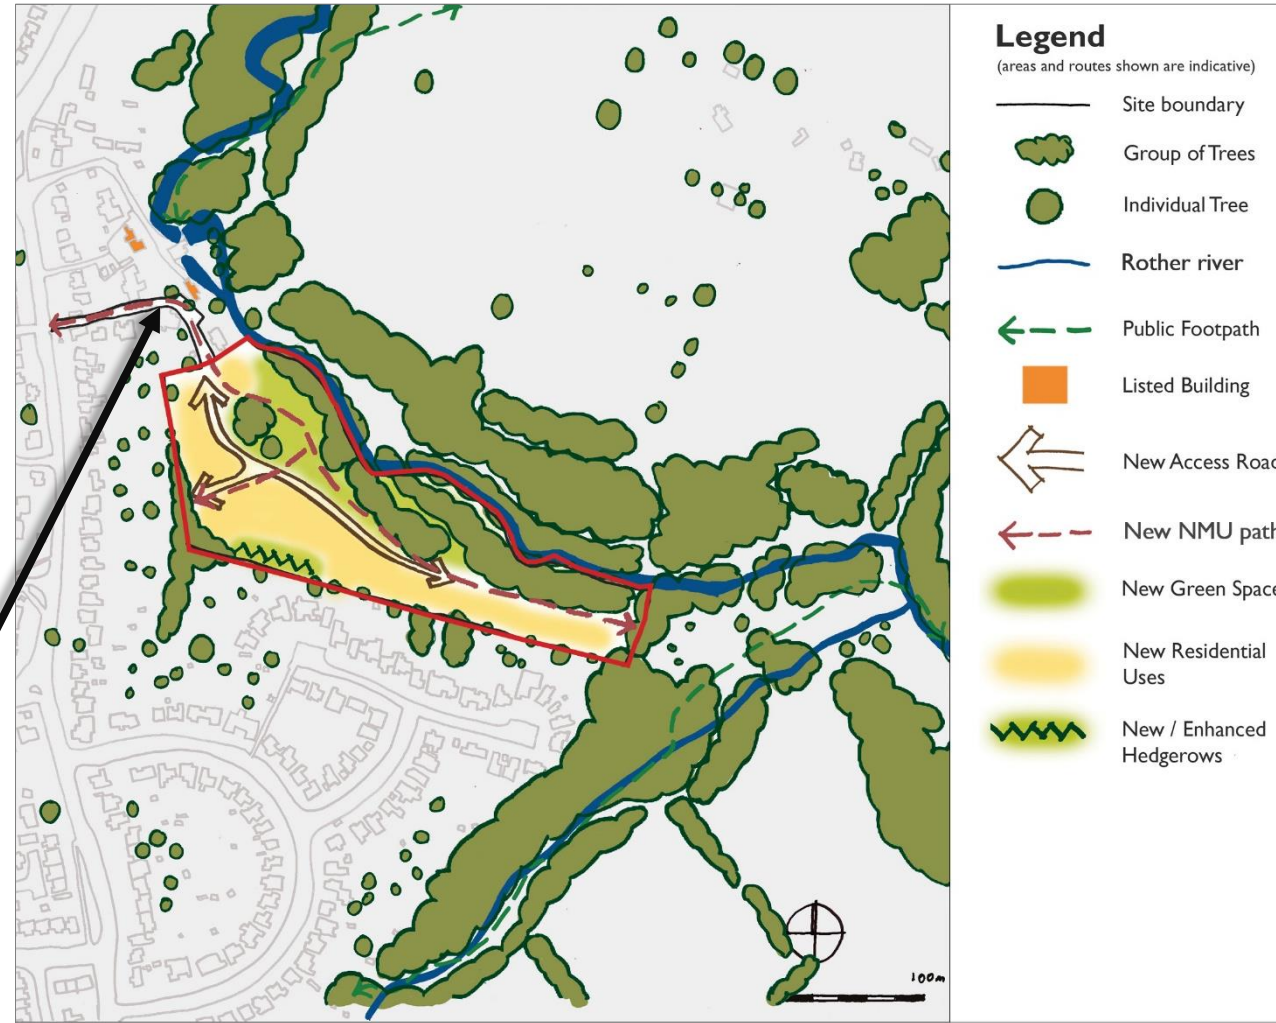 Legend
(areas and routes shown are indicative)
Site boundary
Group of Trees
Individual Tree
Rother river
Public Footpath
Listed Building
New Access Road
New NMU path
New Green Space
New Residential
Uses
New / Enhanced
Hedgerows
100m